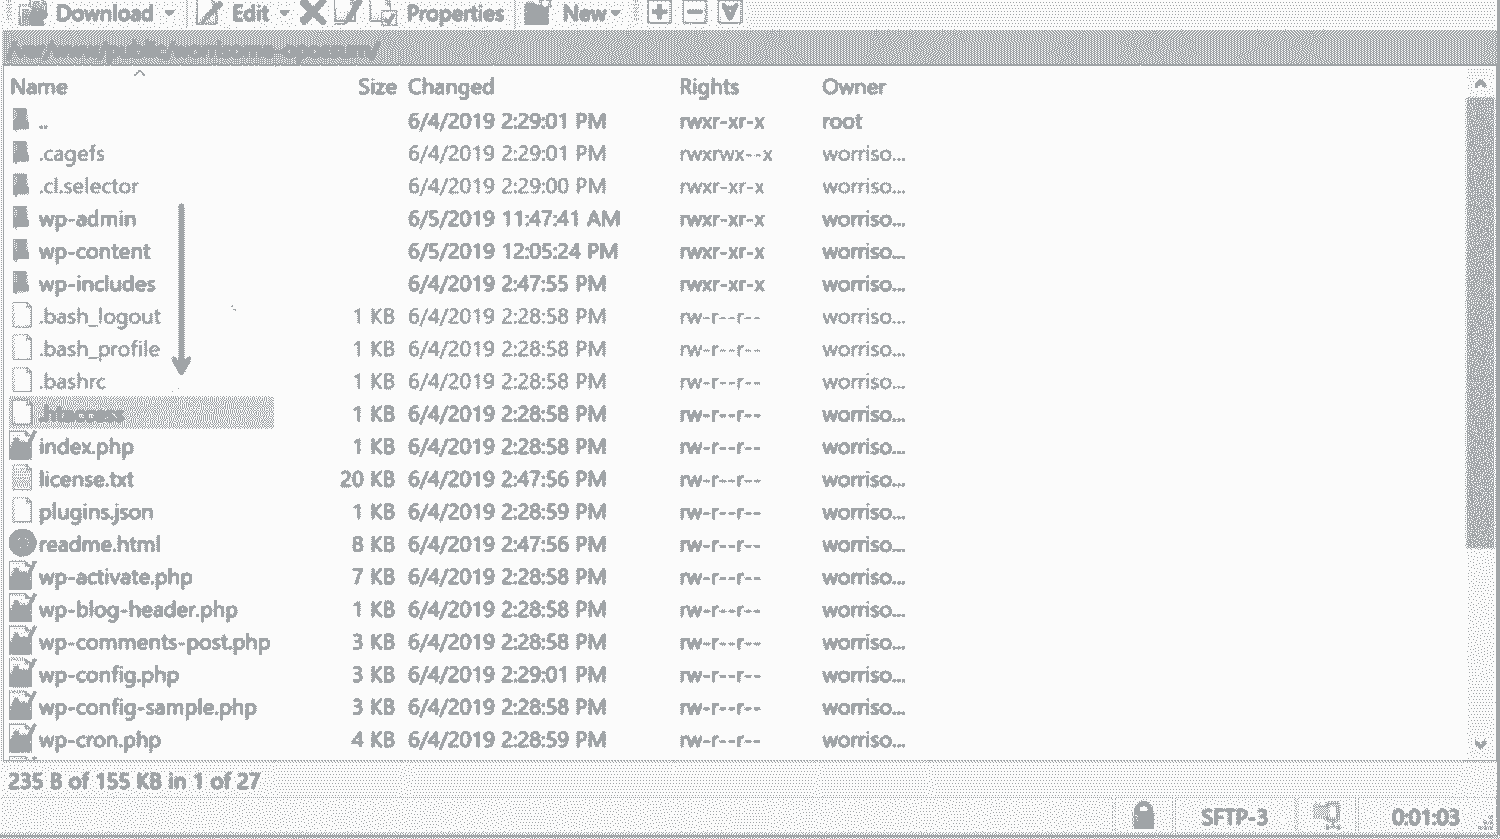 Download Edit Properties New
/var/www/public/worrisome-opossum/
Name Size Changed Rights Owner
.. 6/4/2019 2:29:01 PM rwxr-xr-x root
.cagefs 6/4/2019 2:29:01 PM rwxrwx--x worriso...
.cl.selector 6/4/2019 2:29:00 PM rwxr-xr-x worriso...
wp-admin 6/5/2019 11:47:41 AM rwxr-xr-x worriso...
wp-content 6/5/2019 12:05:24 PM rwxr-xr-x worriso...
wp-includes 6/4/2019 2:47:55 PM rwxr-xr-x worriso...
.bash_logout 1 KB 6/4/2019 2:28:58 PM rw-r--r-- worriso...
.bash_profile 1 KB 6/4/2019 2:28:58 PM rw-r--r-- worriso...
.bashrc 1 KB 6/4/2019 2:28:58 PM rw-r--r-- worriso...
.htaccess 1 KB 6/4/2019 2:28:58 PM rw-r--r-- worriso...
index.php 1 KB 6/4/2019 2:28:58 PM rw-r--r-- worriso...
license.txt 20 KB 6/4/2019 2:47:56 PM rw-r--r-- worriso...
plugins.json 1 KB 6/4/2019 2:28:59 PM rw-r--r-- worriso...
readme.html 8 KB 6/4/2019 2:47:56 PM rw-r--r-- worriso...
wp-activate.php 7 KB 6/4/2019 2:28:58 PM rw-r--r-- worriso...
wp-blog-header.php 1 KB 6/4/2019 2:28:58 PM rw-r--r-- worriso...
wp-comments-post.php 3 KB 6/4/2019 2:28:58 PM rw-r--r-- worriso...
wp-config.php 3 KB 6/4/2019 2:29:01 PM rw-r--r-- worriso...
wp-config-sample.php 3 KB 6/4/2019 2:28:58 PM rw-r--r-- worriso...
wp-cron.php 4 KB 6/4/2019 2:28:59 PM rw-r--r-- worriso...
235 B of 155 KB in 1 of 27
SFTP-3 0:01:03